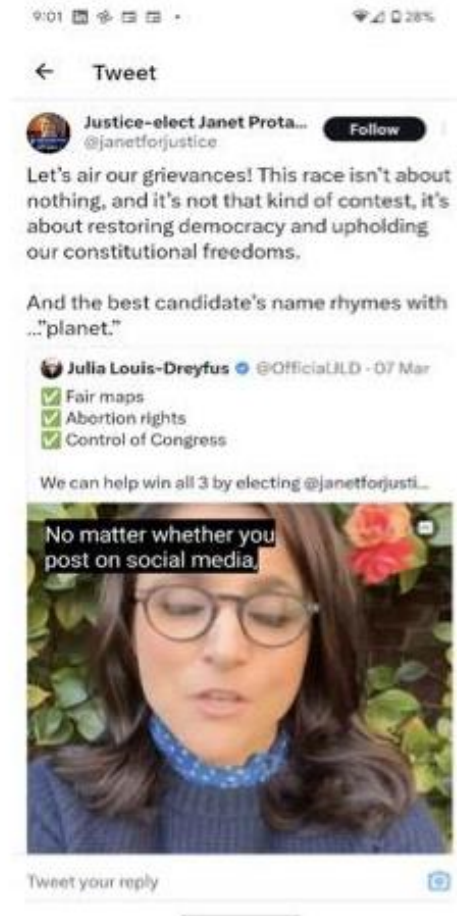 9:01
28%
Tweet
Justice-elect Janet Prota...
@janetforjustice
Follow
Let's air our grievances! This race isn't about
nothing, and it's not that kind of contest, it's
about restoring democracy and upholding
our constitutional freedoms.
And the best candidate's name rhymes with
..."planet."
Julia Louis-Dreyfus @OfficialJLD · 07 Mar
✅ Fair maps
✅ Abortion rights
✅ Control of Congress
We can help win all 3 by electing @janetforjusti...
No matter whether you
post on social media,
Tweet your reply